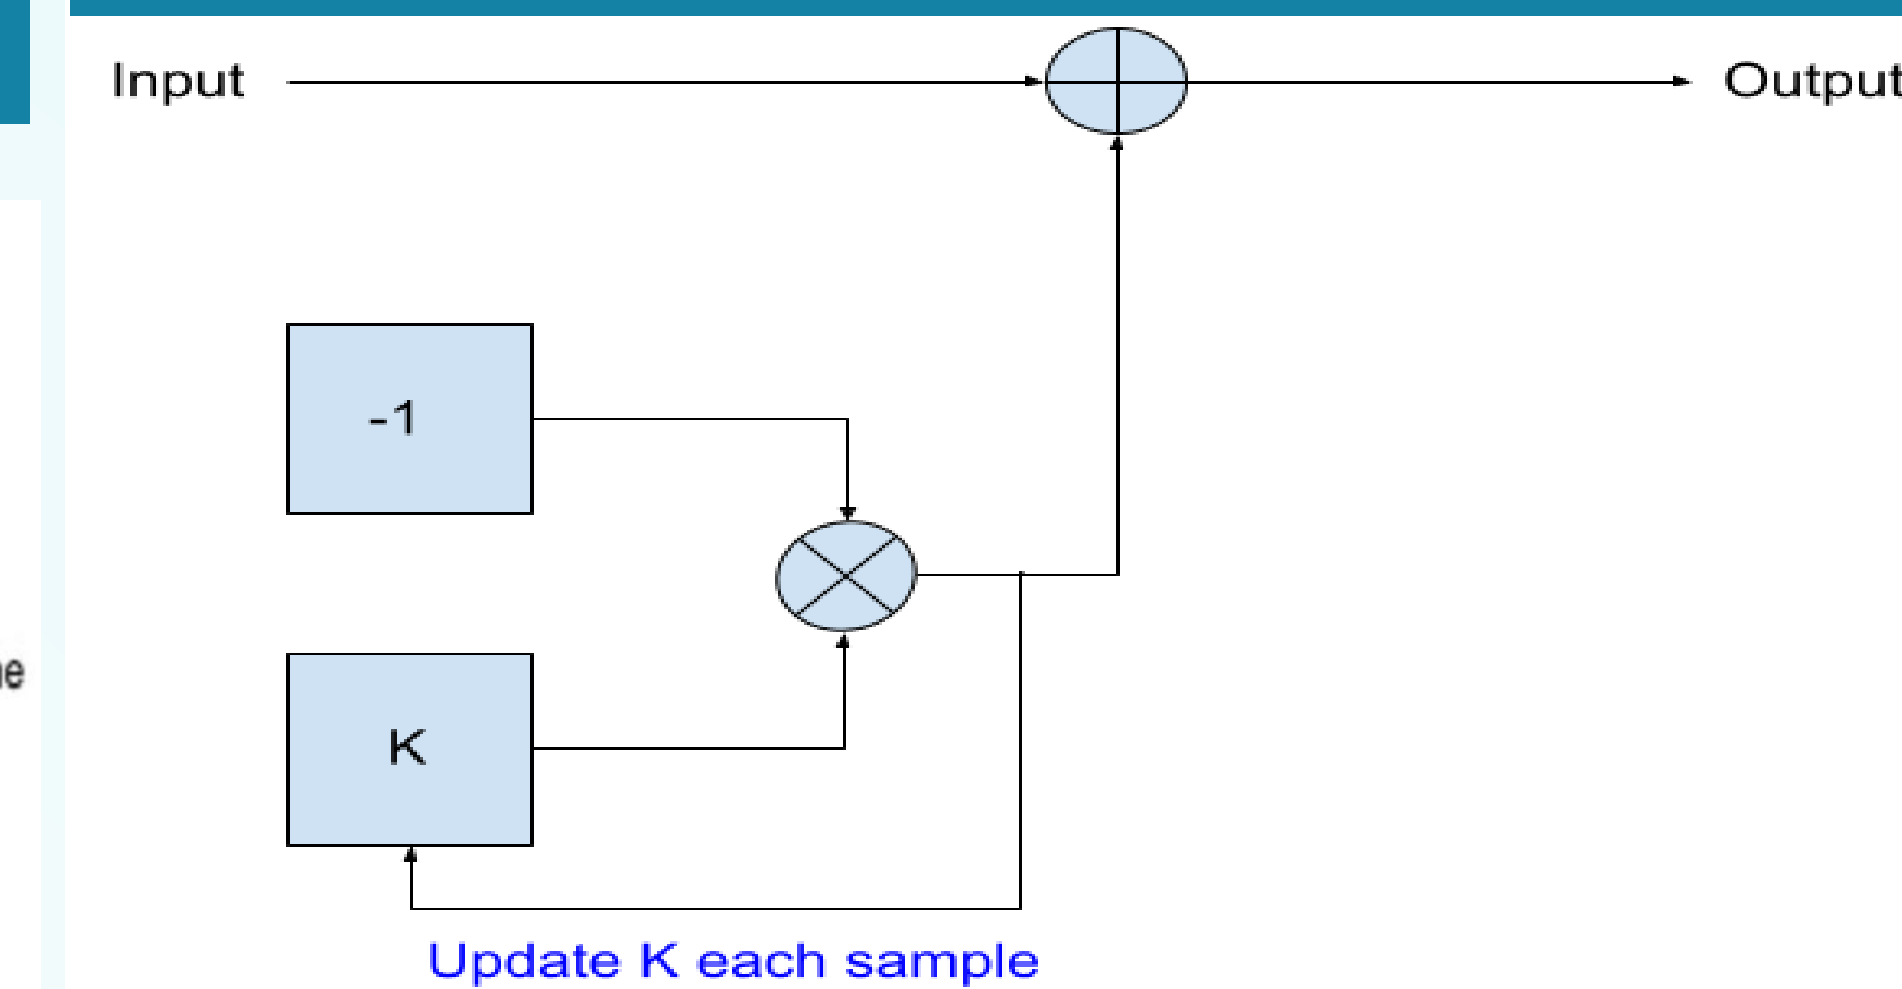 Input
Output
-1
K
Update K each sample